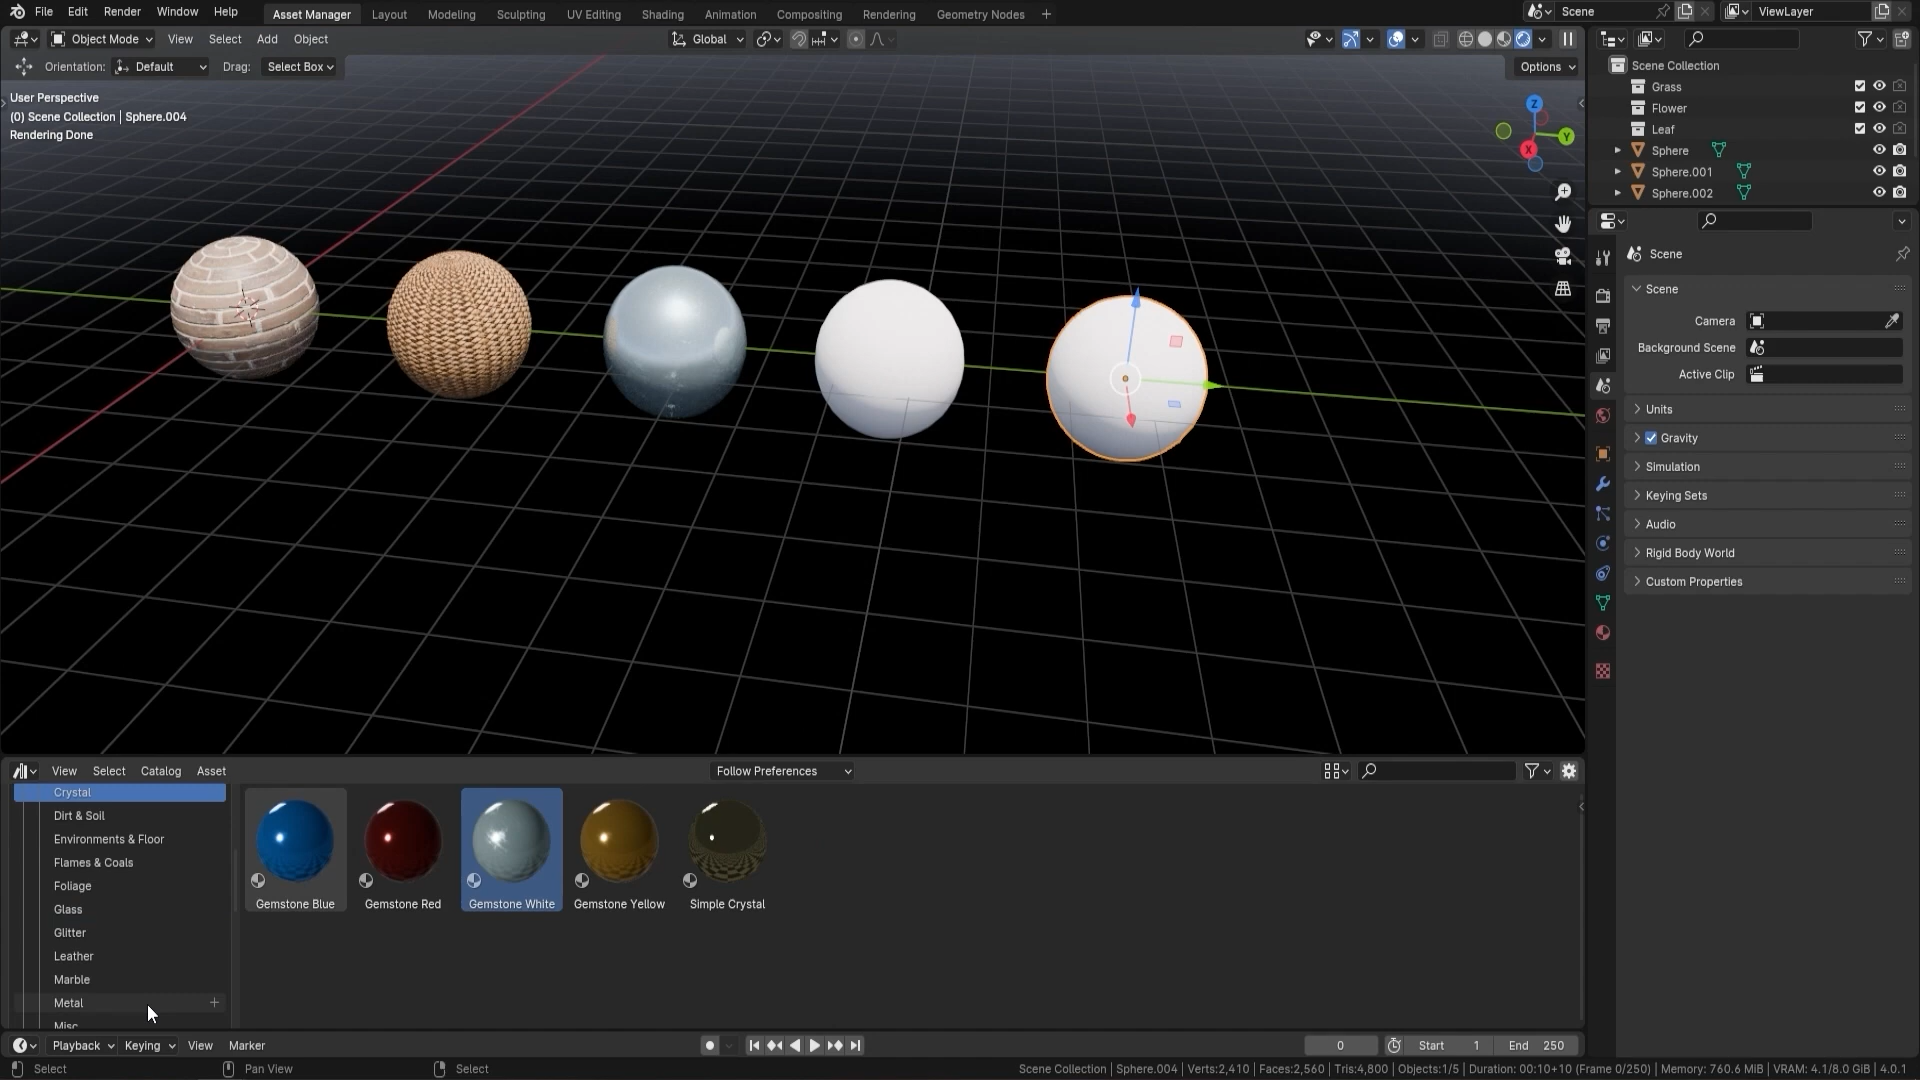 File Edit Render Window Help Asset Manager Layout Modeling Sculpting UV Editing Shading Animation Compositing Rendering Geometry Nodes + Scene ViewLayer
Object Mode View Select Add Object Global
Orientation: Default Drag: Select Box Options
User Perspective
(0) Scene Collection | Sphere.004
Rendering Done
Z
Y
X
Scene Collection
Grass
Flower
Leaf
Sphere
Sphere.001
Sphere.002
Scene
Scene
Camera
Background Scene
Active Clip
Units
Gravity
Simulation
Keying Sets
Audio
Rigid Body World
Custom Properties
View Select Catalog Asset Follow Preferences
Crystal
Dirt & Soil
Environments & Floor
Flames & Coals
Foliage
Glass
Glitter
Leather
Marble
Metal +
Misc
Gemstone Blue Gemstone Red Gemstone White Gemstone Yellow Simple Crystal
Playback Keying View Marker 0 Start 1 End 250
Select Pan View Select Scene Collection | Sphere.004 | Verts:2,410 | Faces:2,560 | Tris:4,800 | Objects:1/5 | Duration: 00:10+10 (Frame 0/250) | Memory: 760.6 MiB | VRAM: 4.1/8.0 GiB | 4.0.1